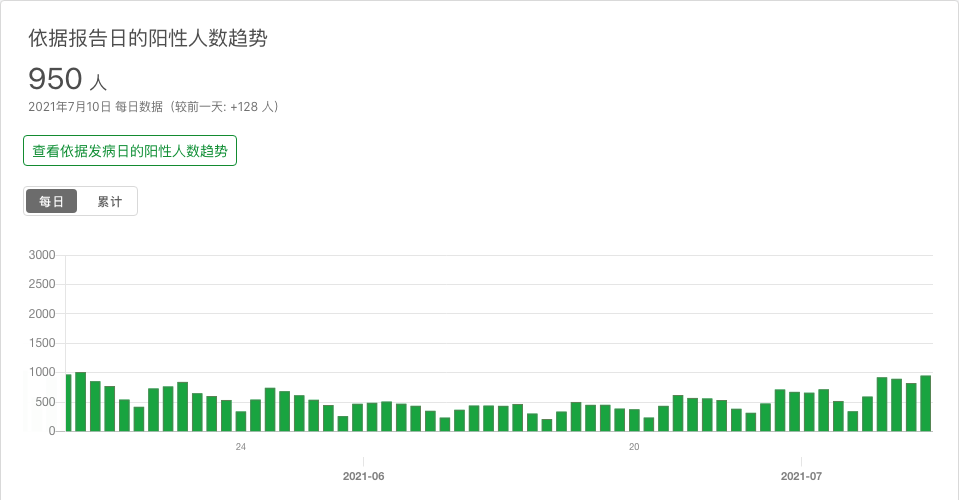 依据报告日的阳性人数趋势
950 人
2021年7月10日 每日数据（较前一天: +128 人）
查看依据发病日的阳性人数趋势
每日 累计
3000
2500
2000
1500
1000
500
0
24 20
2021-06 2021-07